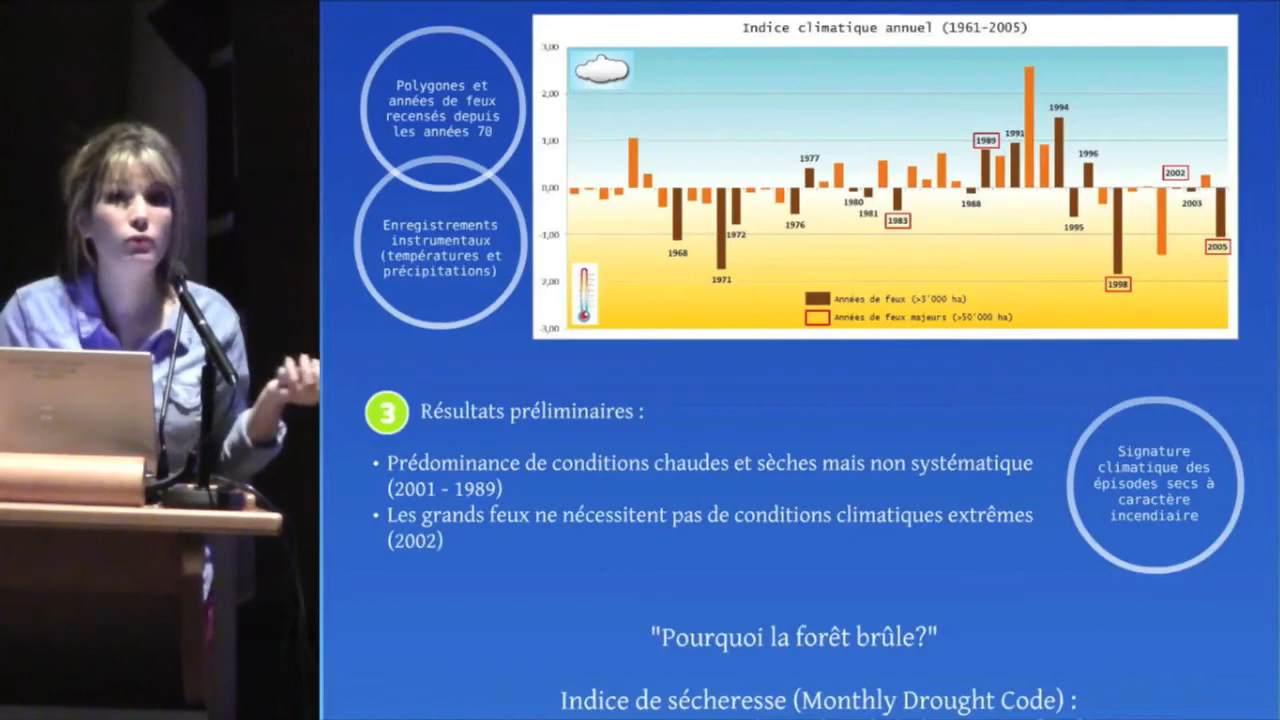 Polygones et
années de feux
recensés depuis
les années 70
Enregistrements
instrumentaux
(températures et
précipitations)
Indice climatique annuel (1961-2005)
3,00
2,00
1,00
0,00
-1,00
2,00
-3,00
1968
1971
1972
1976
1977
1980
1981
1983
1988
1989
1991
1994
1995
1996
1998
2002
2003
2005
Années de feux (>3'000 ha)
Années de feux majeurs (>50'000 ha)
3 Résultats préliminaires :
• Prédominance de conditions chaudes et sèches mais non systématique
(2001 - 1989)
• Les grands feux ne nécessitent pas de conditions climatiques extrêmes
(2002)
Signature
climatique des
épisodes secs à
caractère
incendiaire
"Pourquoi la forêt brûle?"
Indice de sécheresse (Monthly Drought Code) :